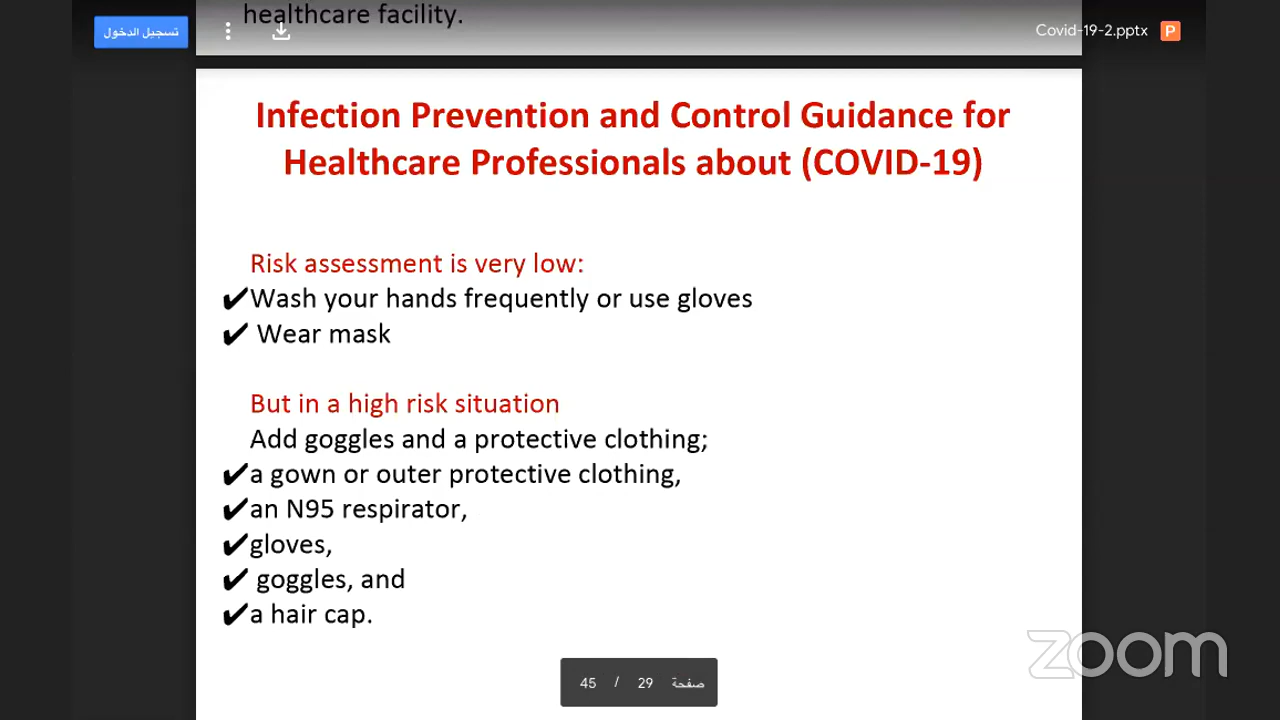 healthcare facility.
تسجيل الدخول
Covid-19-2.pptx P
Infection Prevention and Control Guidance for
Healthcare Professionals about (COVID-19)
Risk assessment is very low:
✔Wash your hands frequently or use gloves
✔ Wear mask
But in a high risk situation
Add goggles and a protective clothing;
✔a gown or outer protective clothing,
✔an N95 respirator,
✔gloves,
✔ goggles, and
✔a hair cap.
zoom
صفحة 29 / 45